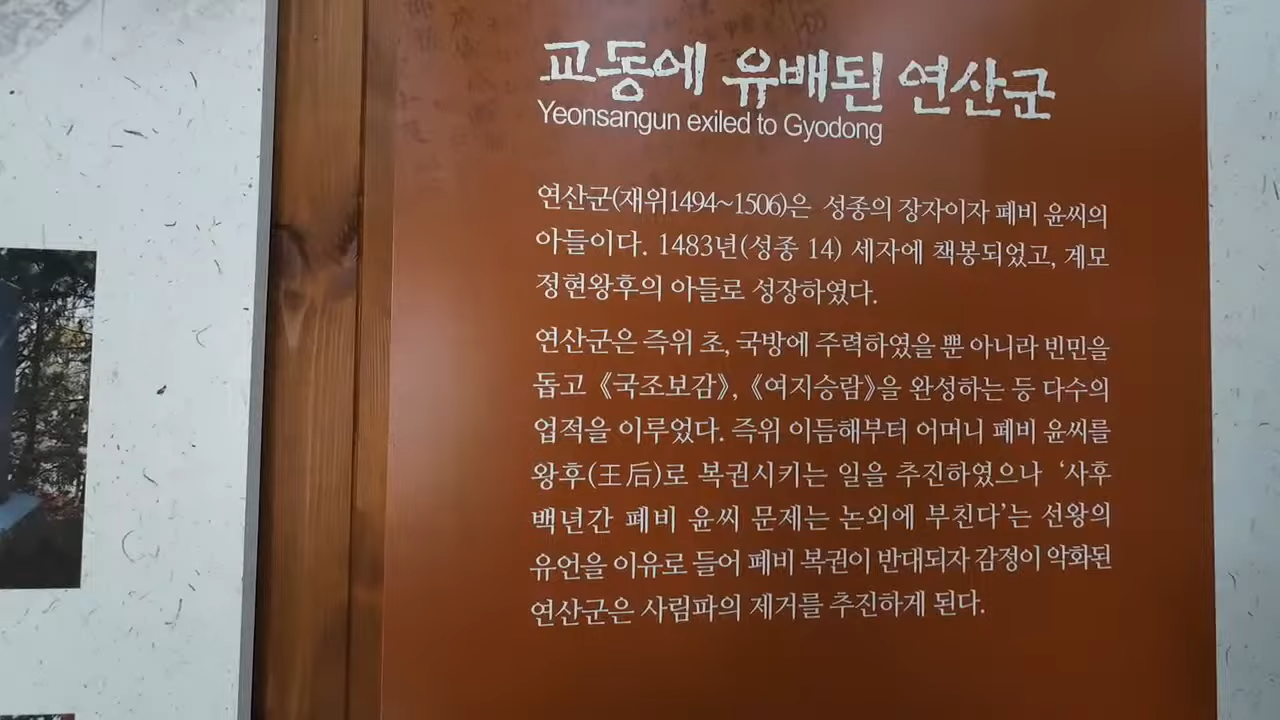 교동에 유배된 연산군
Yeonsangun exiled to Gyodong
연산군(재위1494~1506)은 성종의 장자이자 폐비 윤씨의
아들이다. 1483년(성종 14) 세자에 책봉되었고, 계모
정현왕후의 아들로 성장하였다.
연산군은 즉위 초, 국방에 주력하였을 뿐 아니라 빈민을
돕고 《국조보감》, 《여지승람》을 완성하는 등 다수의
업적을 이루었다. 즉위 이듬해부터 어머니 폐비 윤씨를
왕후(王后)로 복권시키는 일을 추진하였으나 ‘사후
백년간 폐비 윤씨 문제는 논외에 부친다’는 선왕의
유언을 이유로 들어 폐비 복권이 반대되자 감정이 악화된
연산군은 사림파의 제거를 추진하게 된다.